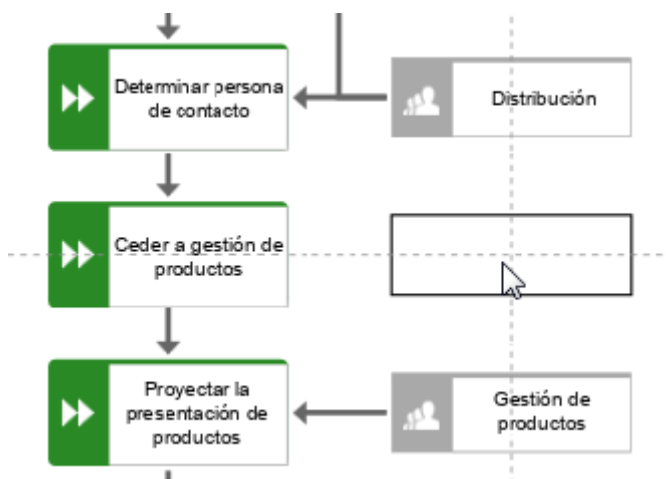 Determinar persona
de contacto
Distribución
Ceder a gestión de
productos
Proyectar la
presentación de
productos
Gestión de
productos